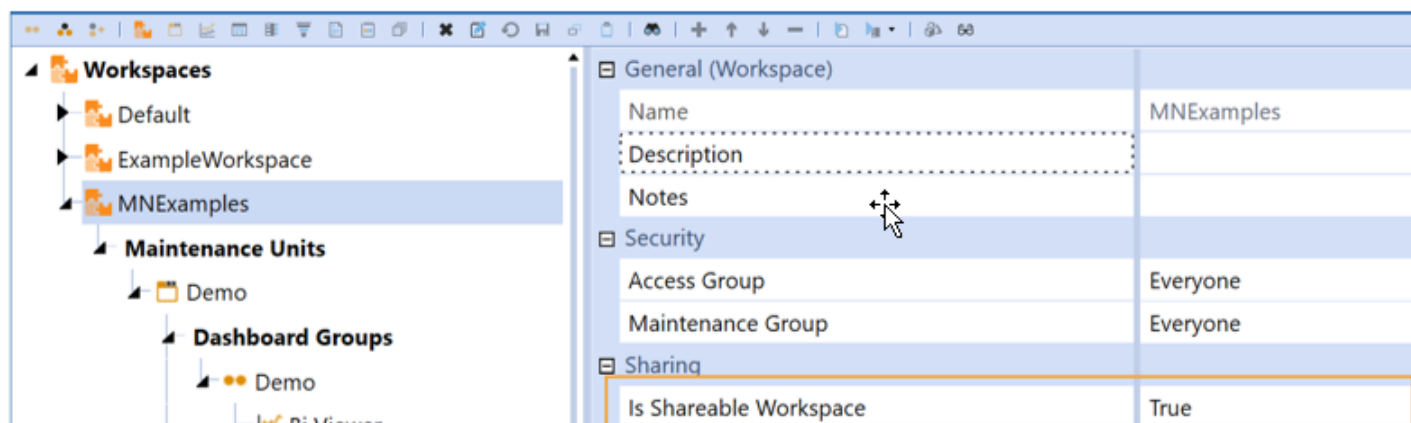 Workspaces
Default
ExampleWorkspace
MNExamples
Maintenance Units
Demo
Dashboard Groups
Demo
General (Workspace)
Name MNExamples
Description
Notes
Security
Access Group Everyone
Maintenance Group Everyone
Sharing
Is Shareable Workspace True